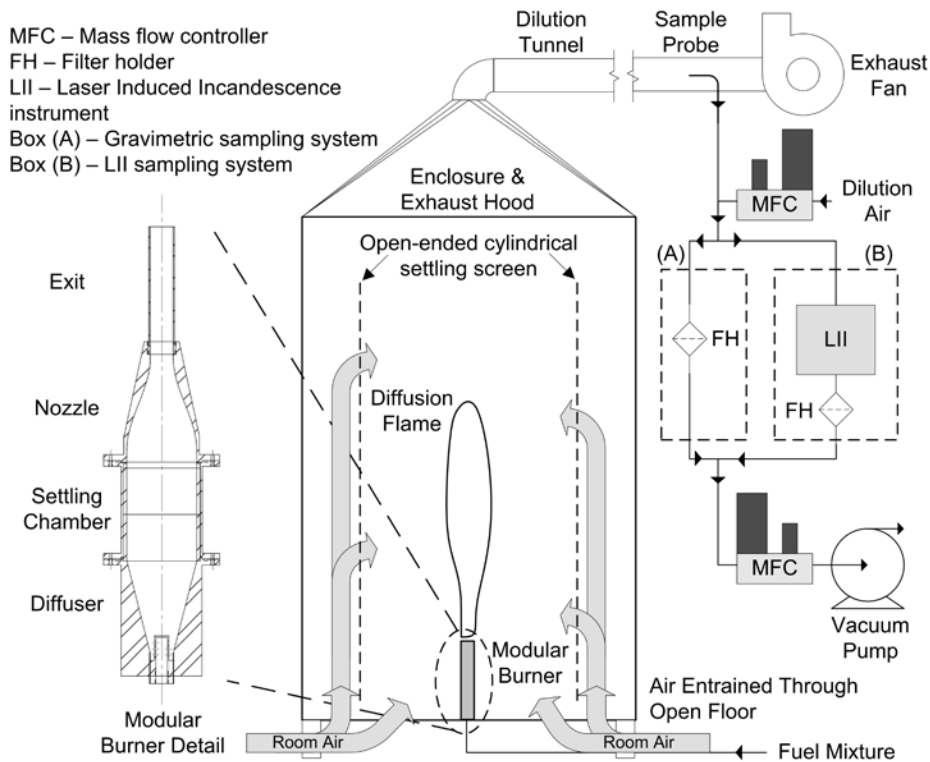 MFC – Mass flow controller
FH – Filter holder
LII – Laser Induced Incandescence
instrument
Box (A) – Gravimetric sampling system
Box (B) – LII sampling system
Dilution
Tunnel
Sample
Probe
Exhaust
Fan
Enclosure &
Exhaust Hood
MFC
Dilution
Air
Open-ended cylindrical
settling screen
(A)
(B)
Exit
FH
LII
Nozzle
Diffusion
Flame
FH
Settling
Chamber
MFC
Diffuser
Vacuum
Pump
Modular
Burner
Air Entrained Through
Open Floor
Modular
Burner Detail
Room Air
Room Air
Fuel Mixture